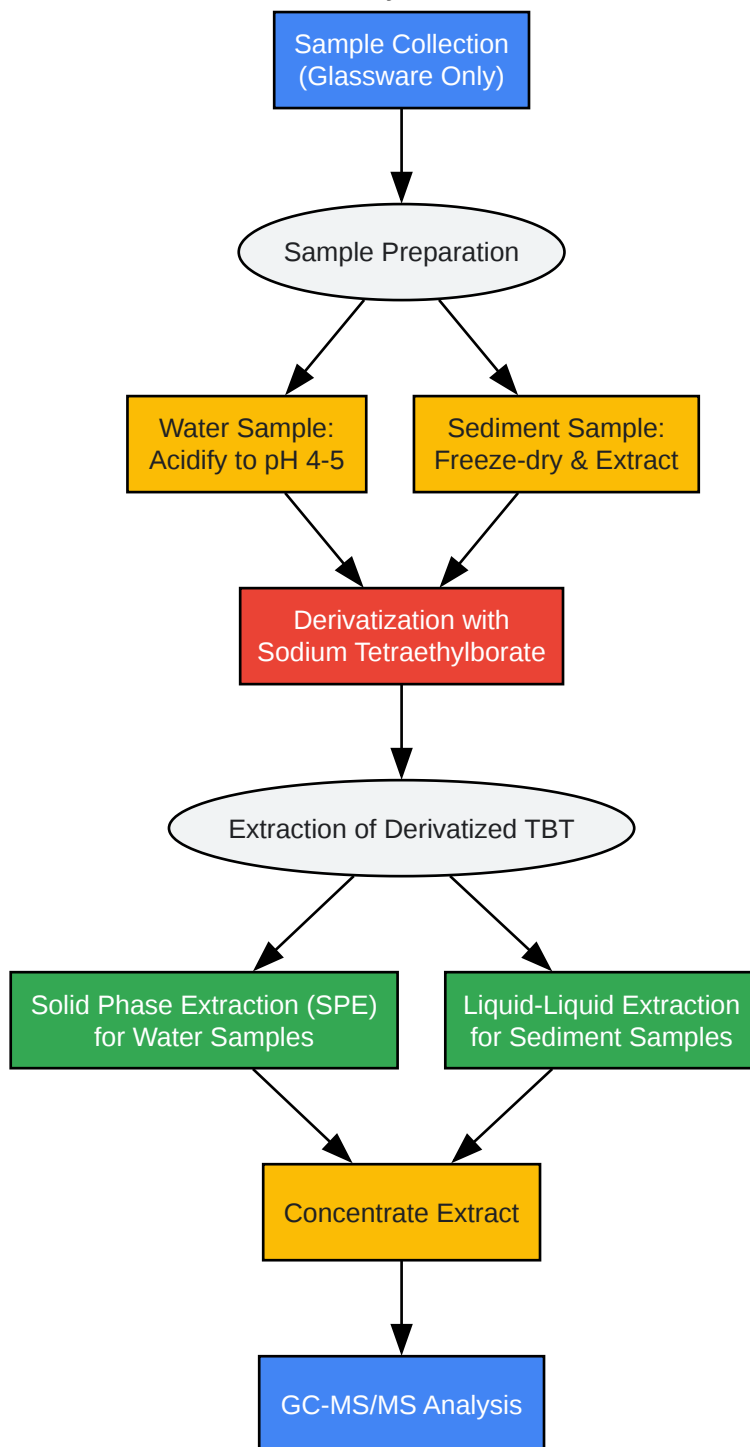 Sample Collection
(Glassware Only)
Sample Preparation
Water Sample:
Acidify to pH 4-5
Sediment Sample:
Freeze-dry & Extract
Derivatization with
Sodium Tetraethylborate
Extraction of Derivatized TBT
Solid Phase Extraction (SPE)
for Water Samples
Liquid-Liquid Extraction
for Sediment Samples
Concentrate Extract
GC-MS/MS Analysis